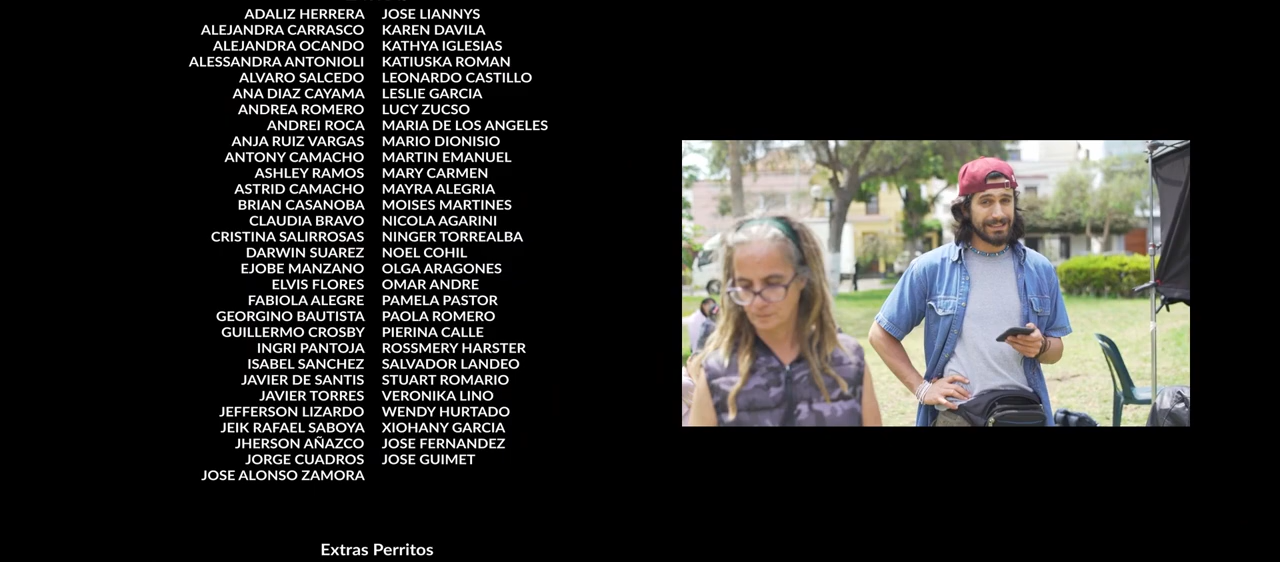 ADALIZ HERRERA JOSE LIANNYS
ALEJANDRA CARRASCO KAREN DAVILA
ALEJANDRA OCANDO KATHYA IGLESIAS
ALESSANDRA ANTONIOLI KATIUSKA ROMAN
ALVARO SALCEDO LEONARDO CASTILLO
ANA DIAZ CAYAMA LESLIE GARCIA
ANDREA ROMERO LUCY ZUCSO
ANDREI ROCA MARIA DE LOS ANGELES
ANJA RUIZ VARGAS MARIO DIONISIO
ANTONY CAMACHO MARTIN EMANUEL
ASHLEY RAMOS MARY CARMEN
ASTRID CAMACHO MAYRA ALEGRIA
BRIAN CASANOBA MOISES MARTINES
CLAUDIA BRAVO NICOLA AGARINI
CRISTINA SALIRROSAS NINGER TORREALBA
DARWIN SUAREZ NOEL COHIL
EJOBE MANZANO OLGA ARAGONES
ELVIS FLORES OMAR ANDRE
FABIOLA ALEGRE PAMELA PASTOR
GEORGINO BAUTISTA PAOLA ROMERO
GUILLERMO CROSBY PIERINA CALLE
INGRI PANTOJA ROSSMERY HARSTER
ISABEL SANCHEZ SALVADOR LANDEO
JAVIER DE SANTIS STUART ROMARIO
JAVIER TORRES VERONIKA LINO
JEFFERSON LIZARDO WENDY HURTADO
JEIK RAFAEL SABOYA XIOHANY GARCIA
JHERSON AÑAZCO JOSE FERNANDEZ
JORGE CUADROS JOSE GUIMET
JOSE ALONSO ZAMORA
Extras Perritos